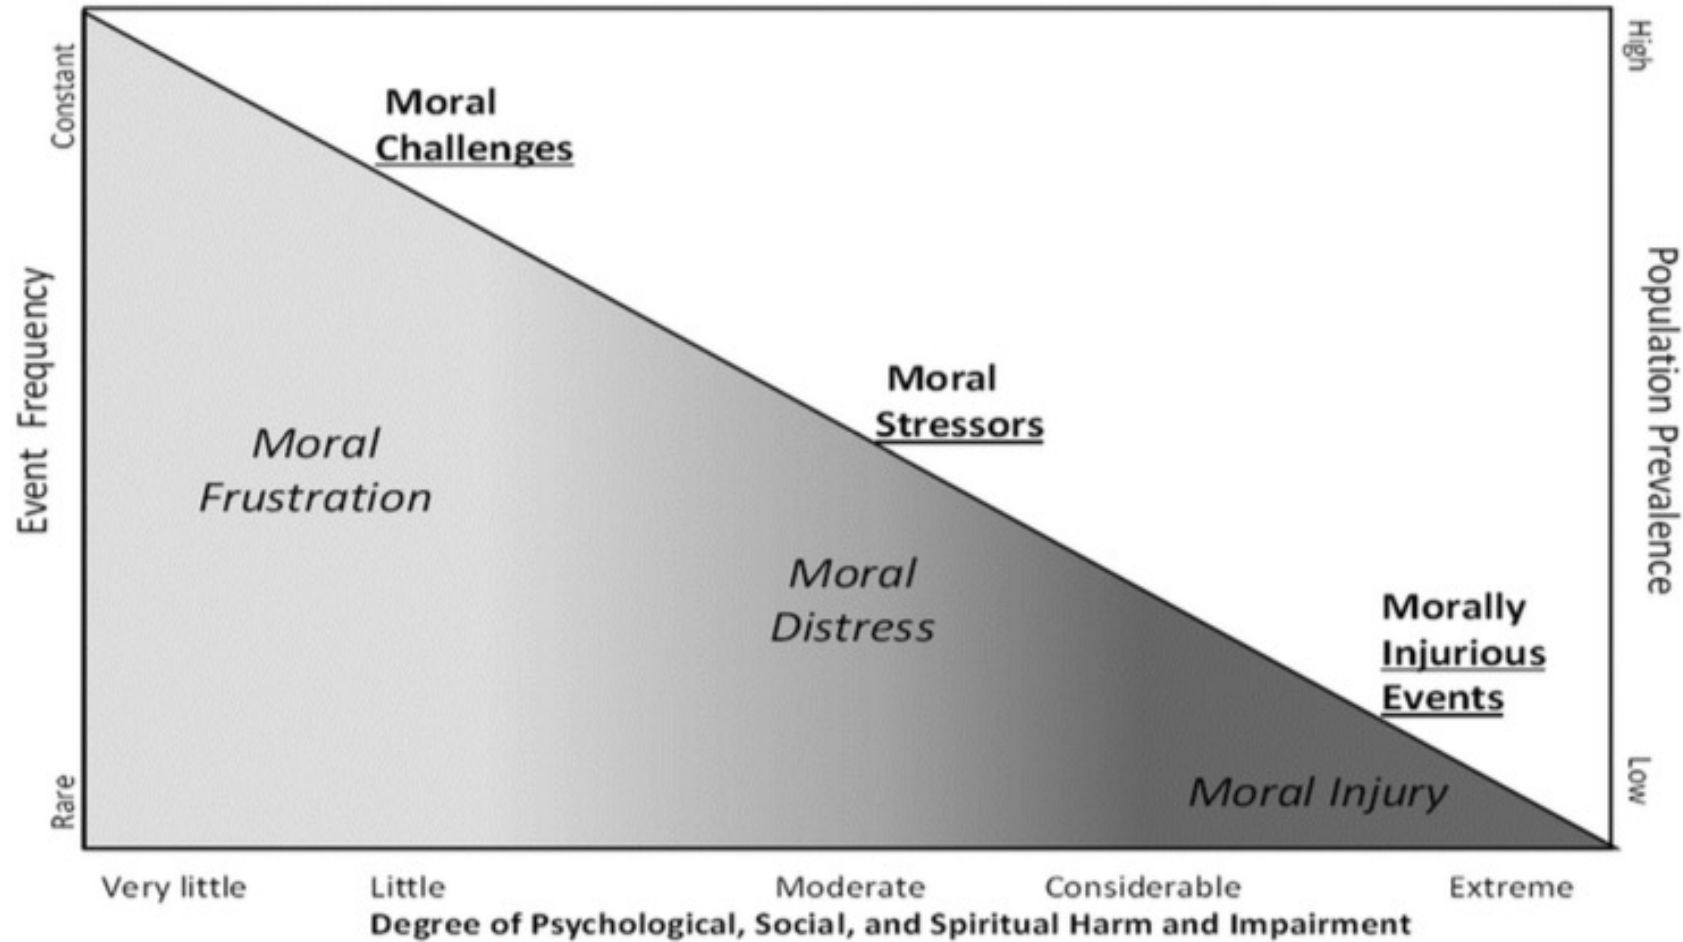 Constant
High
Moral
Challenges
Event Frequency
Population Prevalence
Moral
Stressors
Moral
Frustration
Moral
Distress
Morally
Injurious
Events
Rare
Low
Moral Injury
Very little
Little
Moderate
Considerable
Extreme
Degree of Psychological, Social, and Spiritual Harm and Impairment